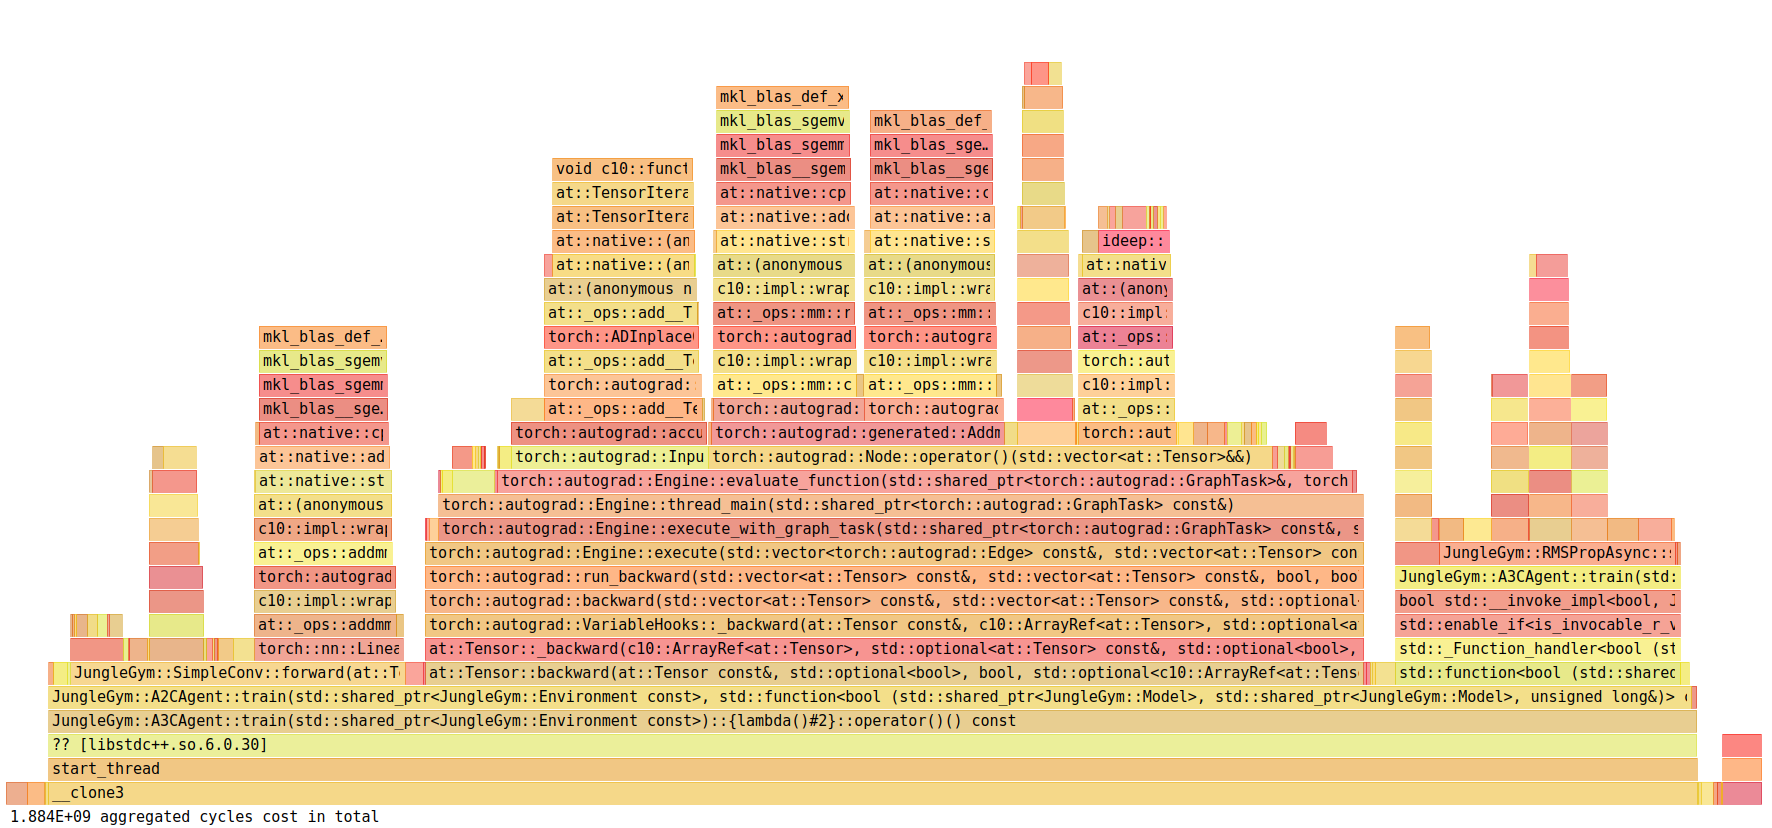 mkl_blas_def_x
mkl_blas_sgemv mkl_blas_def_
mkl_blas_sgemm mkl_blas_sge…
void c10::funct mkl_blas__sgem mkl_blas__sge
at::TensorItera at::native::cp at::native::c
at::TensorItera at::native::add at::native::a
at::native::(an at::native::st at::native::s ideep::
at::native::(an at::(anonymous at::(anonymous at::nativ
at::(anonymous n c10::impl::wrap c10::impl::wra at::(anony
at::_ops::add__T at::_ops::mm::r at::_ops::mm:: c10::impl:
mkl_blas_def_ torch::ADInplace torch::autograd torch::autogra at::_ops::
mkl_blas_sgem at::_ops::add__T c10::impl::wrap c10::impl::wra torch::aut
mkl_blas_sgemm torch::autograd: at::_ops::mm::c at::_ops::mm:: c10::impl:
mkl_blas__sge at::_ops::add__Te torch::autograd: torch::autograd at::_ops::
at::native::cp torch::autograd::accu torch::autograd::generated::Addm torch::aut
at::native::ad torch::autograd::Inpu torch::autograd::Node::operator()(std::vector<at::Tensor>&&)
at::native::st torch::autograd::Engine::evaluate_function(std::shared_ptr<torch::autograd::GraphTask>&, torch
at::(anonymous torch::autograd::Engine::thread_main(std::shared_ptr<torch::autograd::GraphTask> const&)
c10::impl::wrap torch::autograd::Engine::execute_with_graph_task(std::shared_ptr<torch::autograd::GraphTask> const&, s
at::_ops::addmm torch::autograd::Engine::execute(std::vector<torch::autograd::Edge> const&, std::vector<at::Tensor> con JungleGym::RMSPropAsync::s
torch::autograd torch::autograd::run_backward(std::vector<at::Tensor> const&, std::vector<at::Tensor> const&, bool, boo JungleGym::A3CAgent::train(std:
c10::impl::wrap torch::autograd::backward(std::vector<at::Tensor> const&, std::vector<at::Tensor> const&, std::optional bool std::__invoke_impl<bool, J
at::_ops::addmm torch::autograd::VariableHooks::_backward(at::Tensor const&, c10::ArrayRef<at::Tensor>, std::optional<a std::enable_if<is_invocable_r_v
torch::nn::Linea at::Tensor::_backward(c10::ArrayRef<at::Tensor>, std::optional<at::Tensor> const&, std::optional<bool>, std::_Function_handler<bool (st
JungleGym::SimpleConv::forward(at::Te at::Tensor::backward(at::Tensor const&, std::optional<bool>, bool, std::optional<c10::ArrayRef<at::Tens std::function<bool (std::shared
JungleGym::A2CAgent::train(std::shared_ptr<JungleGym::Environment const>, std::function<bool (std::shared_ptr<JungleGym::Model>, std::shared_ptr<JungleGym::Model>, unsigned long&)> c
JungleGym::A3CAgent::train(std::shared_ptr<JungleGym::Environment const>)::{lambda()#2}::operator()() const
?? [libstdc++.so.6.0.30]
start_thread
__clone3
1.884E+09 aggregated cycles cost in total